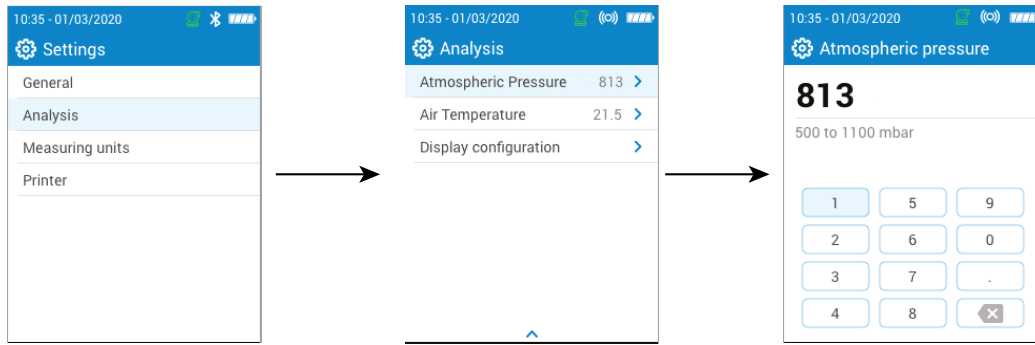 10:35 - 01/03/2020
Settings
General
Analysis
Measuring units
Printer
10:35 - 01/03/2020
Analysis
Atmospheric Pressure 813
Air Temperature 21.5
Display configuration
10:35 - 01/03/2020
Atmospheric pressure
813
500 to 1100 mbar
1 5 9
2 6 0
3 7 .
4 8